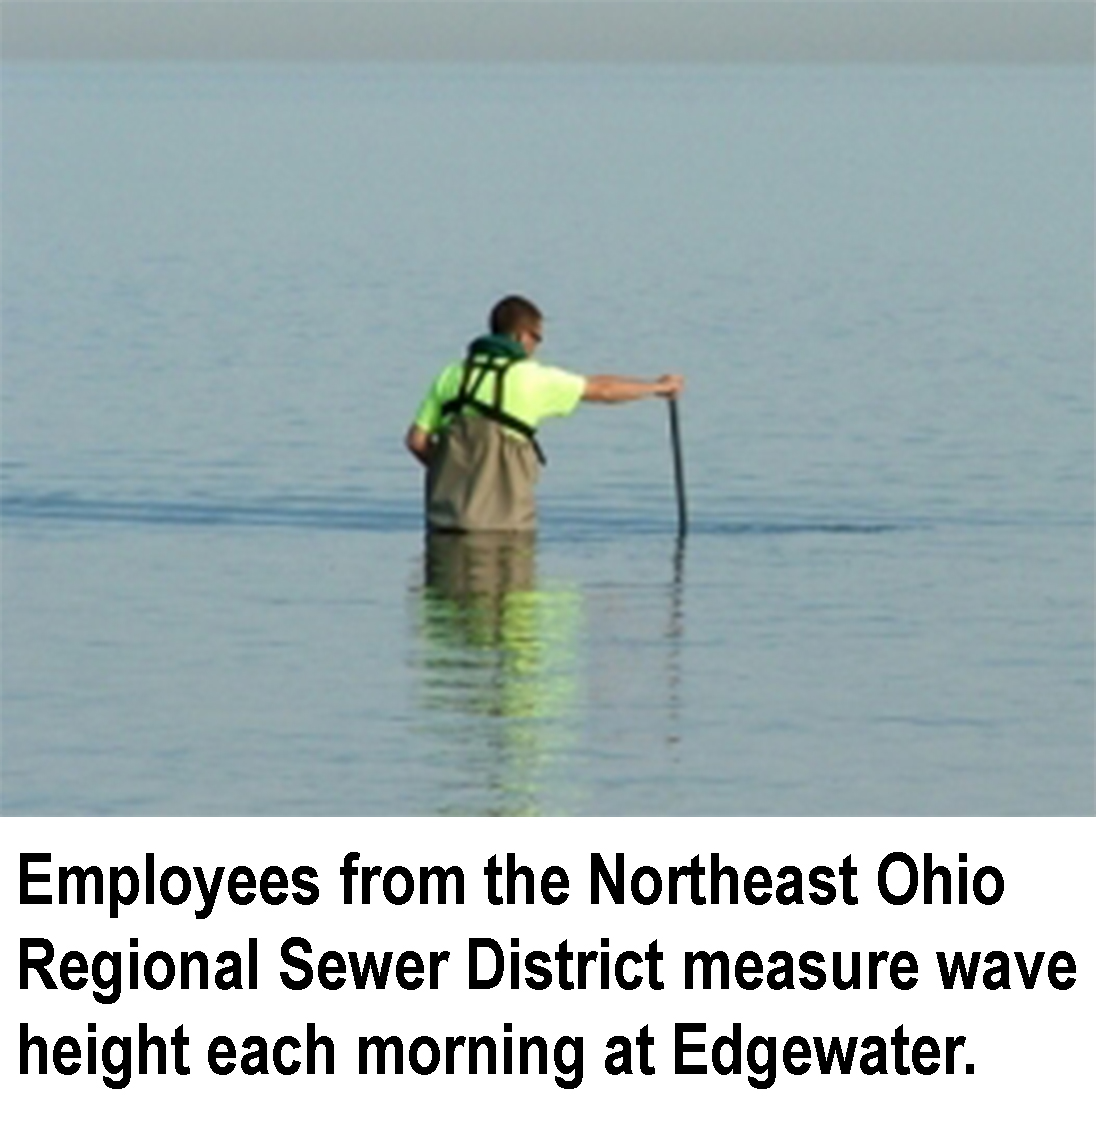 Employees from the Northeast Ohio
Regional Sewer District measure wave
height each morning at Edgewater.